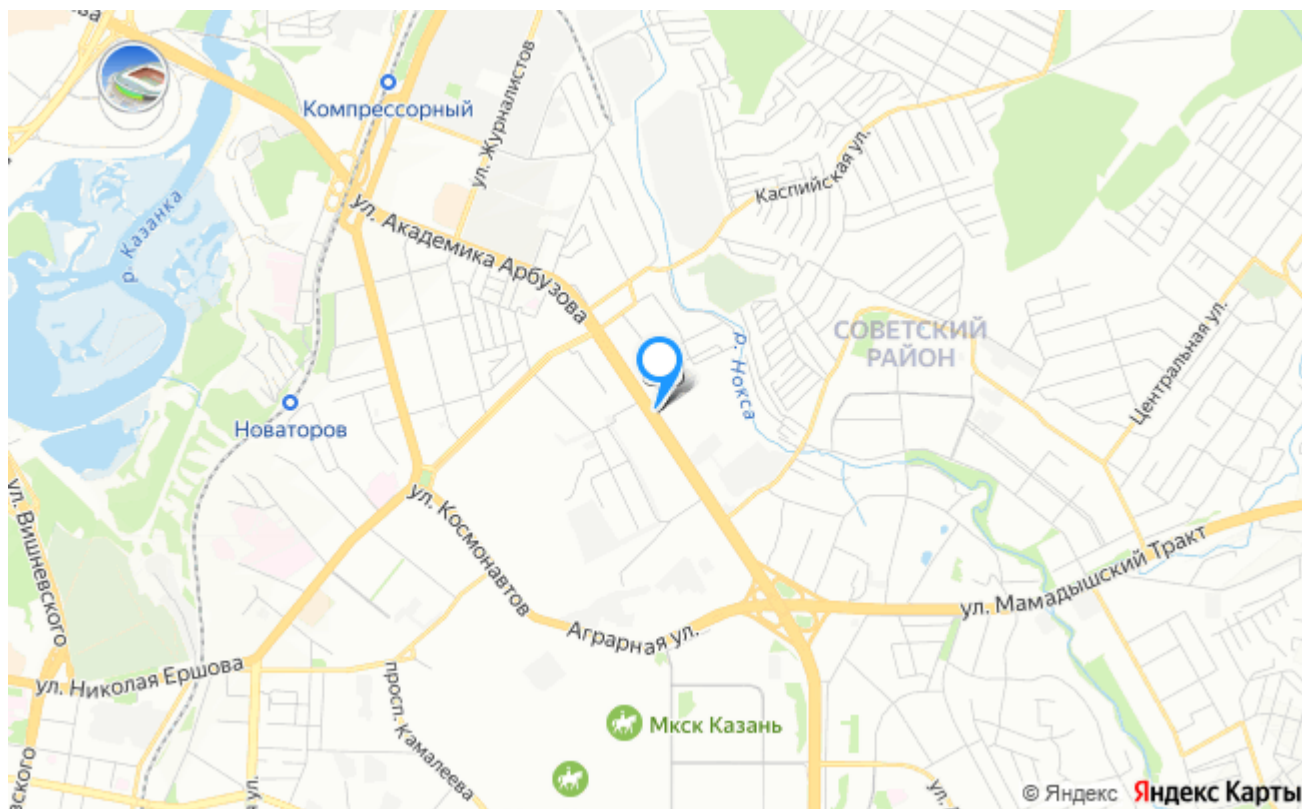 Компрессорный
ул. Журналистов
Каспийская ул.
р. Казанка
ул. Академика Арбузова
СОВЕТСКИЙ
РАЙОН
р. Нокса
Центральная ул.
Новаторов
ул. Вишневского
ул. Космонавтов
ул. Мамадышский Тракт
Аграрная ул.
ул. Николая Ершова
просп. Камалеева
Мкск Казань
© Яндекс Яндекс Карты